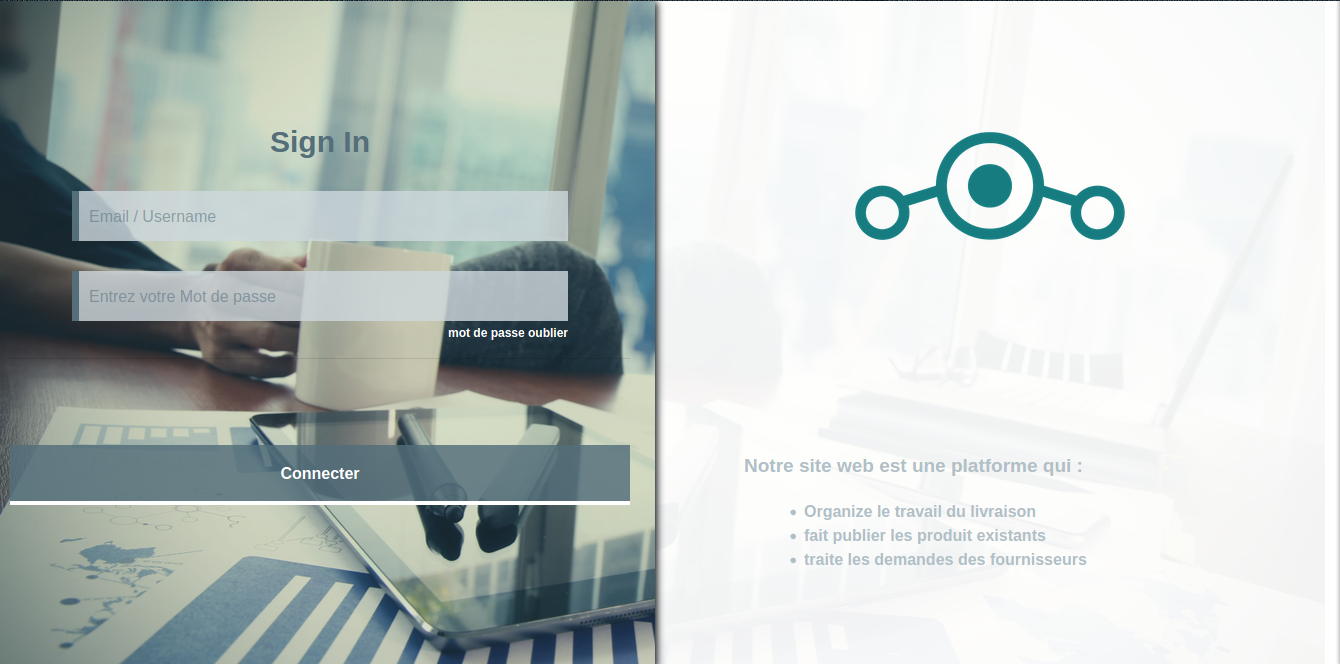 Sign In
Email / Username
Entrez votre Mot de passe
mot de passe oublier
Connecter
Notre site web est une platforme qui :
Organize le travail du livraison
fait publier les produit existants
traite les demandes des fournisseurs